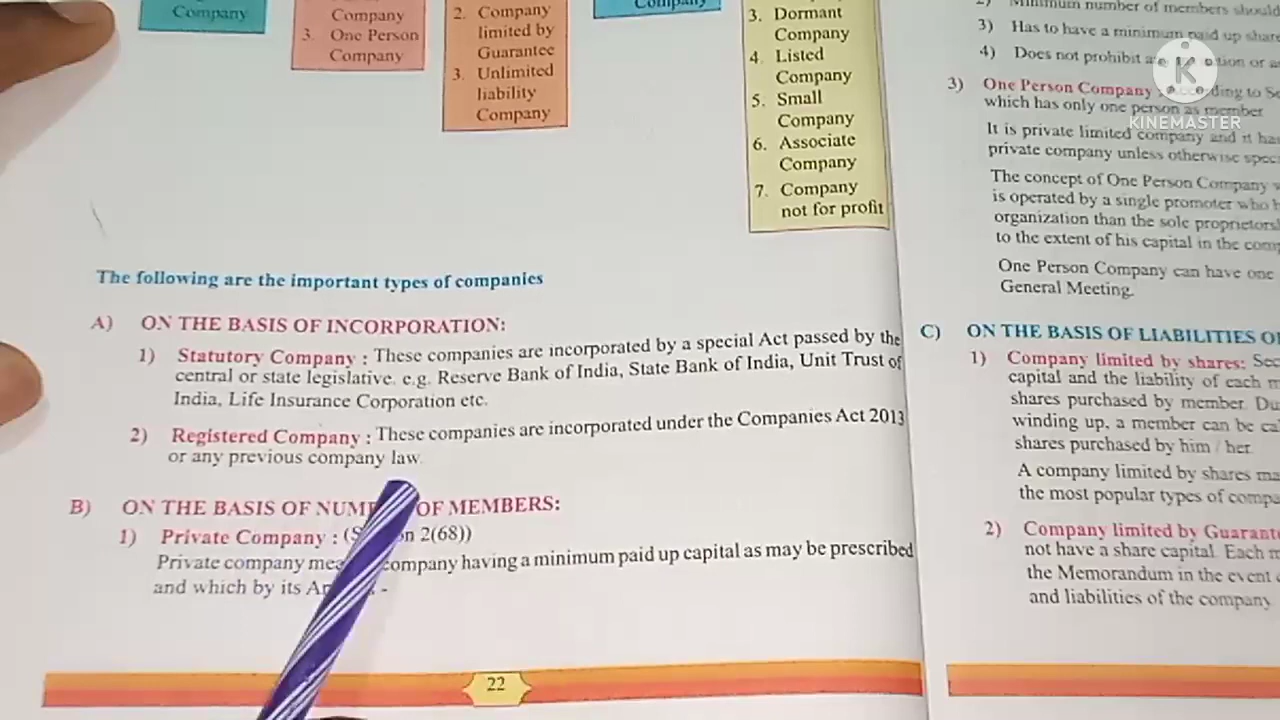 Company
Company
3. One Person
Company
2. Company
limited by
Guarantee
3. Unlimited
liability
Company
Company
3. Dormant
Company
4. Listed
Company
5. Small
Company
6. Associate
Company
7. Company
not for profit
The following are the important types of companies
A) ON THE BASIS OF INCORPORATION:
1) Statutory Company : These companies are incorporated by a special Act passed by the
central or state legislative. e.g. Reserve Bank of India, State Bank of India, Unit Trust of
India, Life Insurance Corporation etc.
2) Registered Company : These companies are incorporated under the Companies Act 2013
or any previous company law.
B) ON THE BASIS OF OF MEMBERS:
1) Private Company : 2(68))
Private company company having a minimum paid up capital as may be prescribed
and which by its -
22
2) Minimum number of members should
3) Has to have a minimum paid up share
4) Does not prohibit or
3) One Person Company to
which has only one person as member
It is private limited company and it
private company unless otherwise
The concept of One Person Company
is operated by a single promoter who
organization than the sole
to the extent of his capital in the
One Person Company can have one
General Meeting.
C) ON THE BASIS OF LIABILITIES
1) Company limited by shares:
capital and the liability of each
shares purchased by member.
winding up, a member can be
shares purchased by him / her.
A company limited by shares
the most popular types of
2) Company limited by
not have a share capital. Each
the Memorandum in the event
and liabilities of the company
K
KINEMASTER